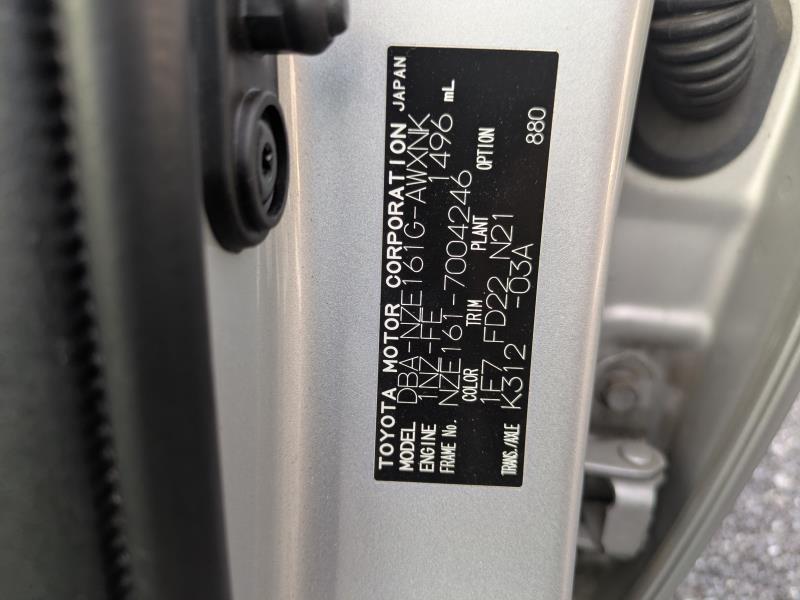 TOYOTA MOTOR CORPORATION JAPAN
MODEL DBA-NZE161G-AWXNK
ENGINE 1NZ-FE 1496 mL
FRAME No. NZE161-7004246
COLOR TRIM PLANT OPTION
1E7 FD22 N21 880
TRANS./AXLE K312 -03A